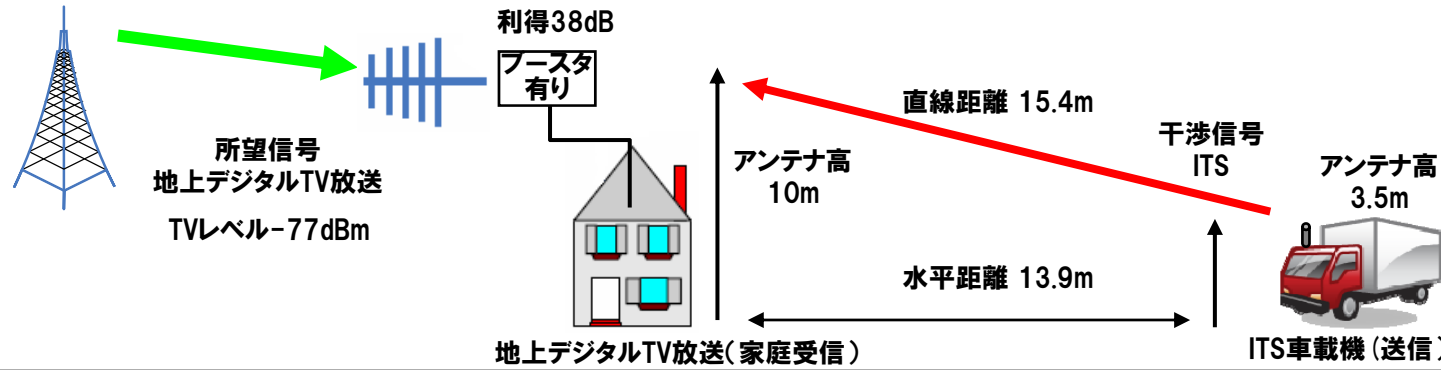 利得38dB
ブースタ
有り
所望信号
地上デジタルTV放送
TVレベル-77dBm
アンテナ高
10m
直線距離 15.4m
干渉信号
ITS
アンテナ高
3.5m
水平距離 13.9m
地上デジタルTV放送(家庭受信)
ITS車載機(送信)